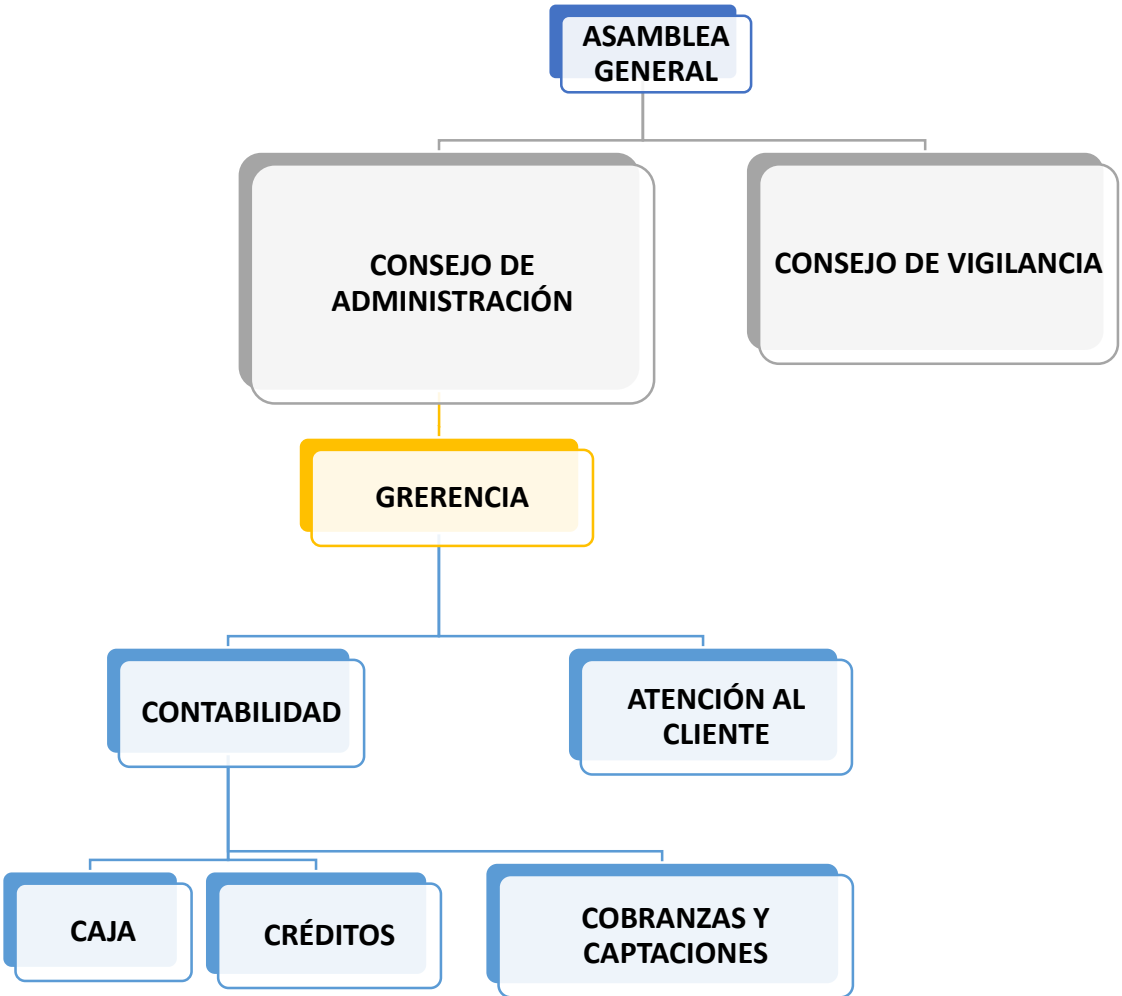 ASAMBLEA
GENERAL
CONSEJO DE
ADMINISTRACIÓN
CONSEJO DE VIGILANCIA
GRERENCIA
CONTABILIDAD
ATENCIÓN AL
CLIENTE
CAJA
CRÉDITOS
COBRANZAS Y
CAPTACIONES